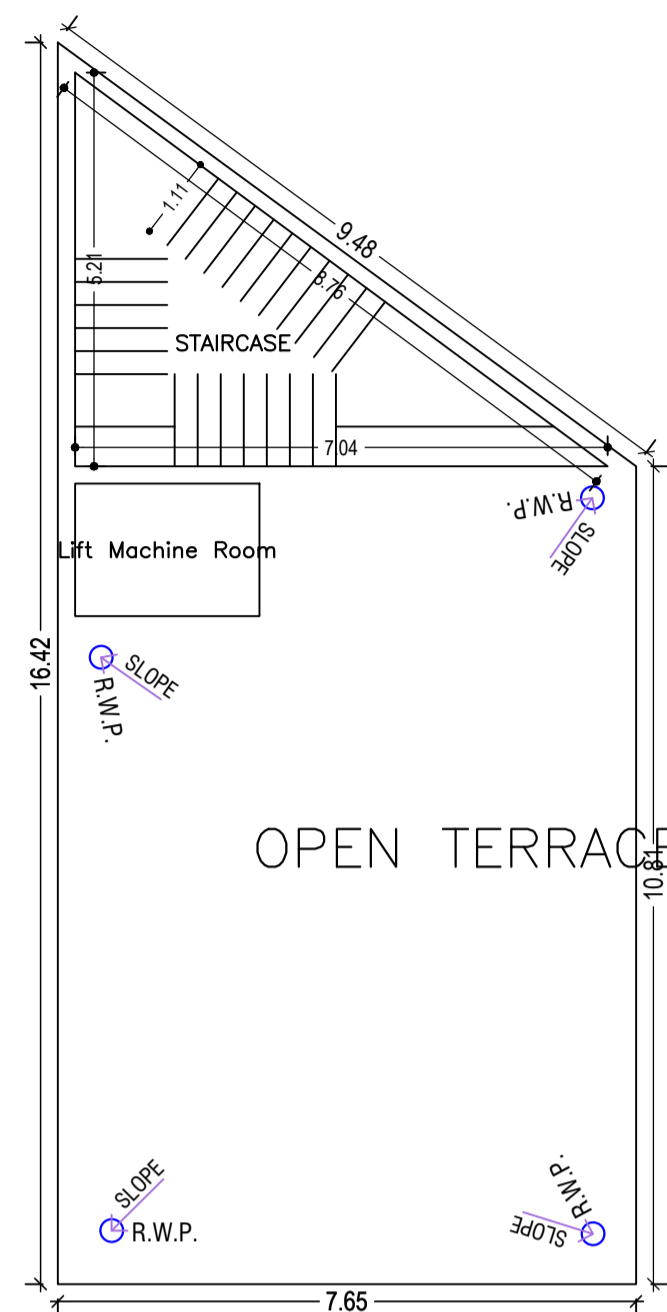 9.48
1.11
5.21
8.76
STAIRCASE
7.04
R.W.P.
SLOPE
Lift Machine Room
16.42
SLOPE
R.W.P.
OPEN TERRACE
10.81
SLOPE
R.W.P.
R.W.P.
SLOPE
7.65